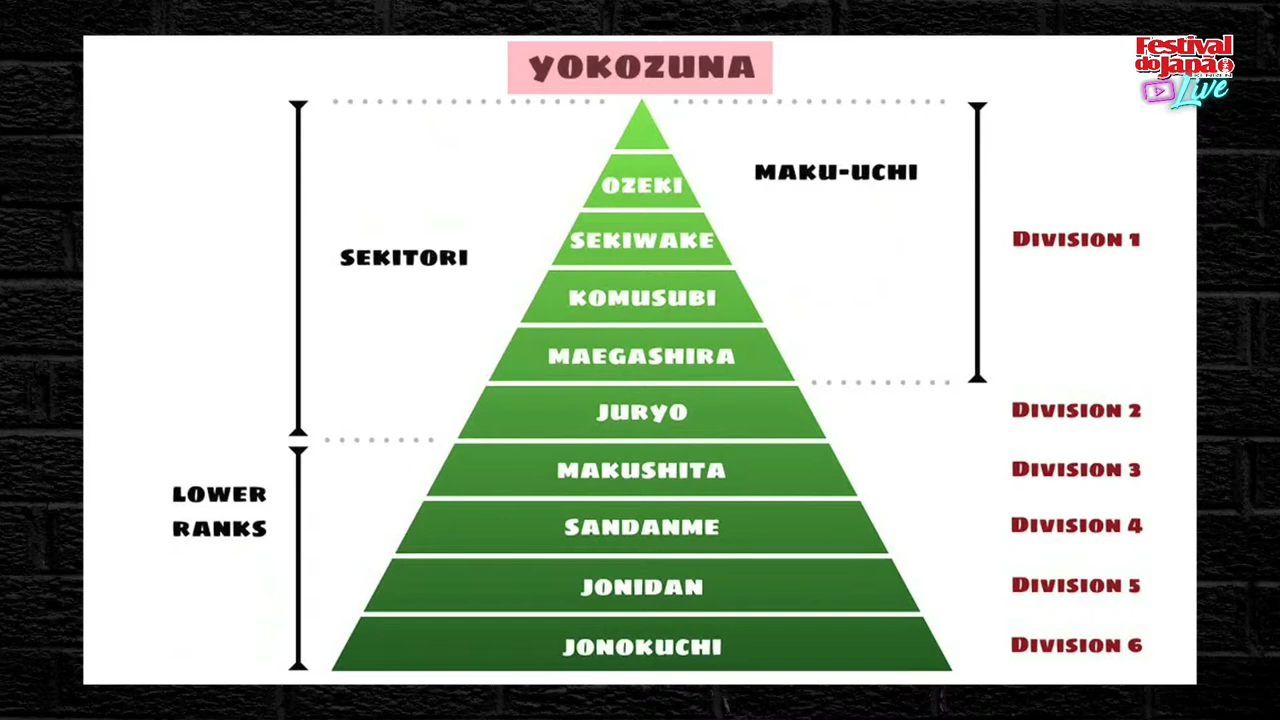 YOKOZUNA
Festival
do Japão
KENREN
Live
MAKU-UCHI
OZEKI
SEKIWAKE
DIVISION 1
SEKITORI
KOMUSUBI
MAEGASHIRA
JURYO
DIVISION 2
MAKUSHITA
DIVISION 3
LOWER
RANKS
SANDANME
DIVISION 4
JONIDAN
DIVISION 5
JONOKUCHI
DIVISION 6